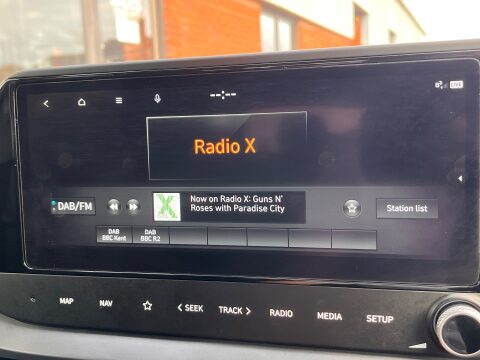 --:--
LIVE
Radio X
DAB/FM
X
Now on Radio X: Guns N'
Roses with Paradise City
Station list
DAB
BBC Kent
DAB
BBC R2
MAP
NAV
SEEK
TRACK
RADIO
MEDIA
SETUP